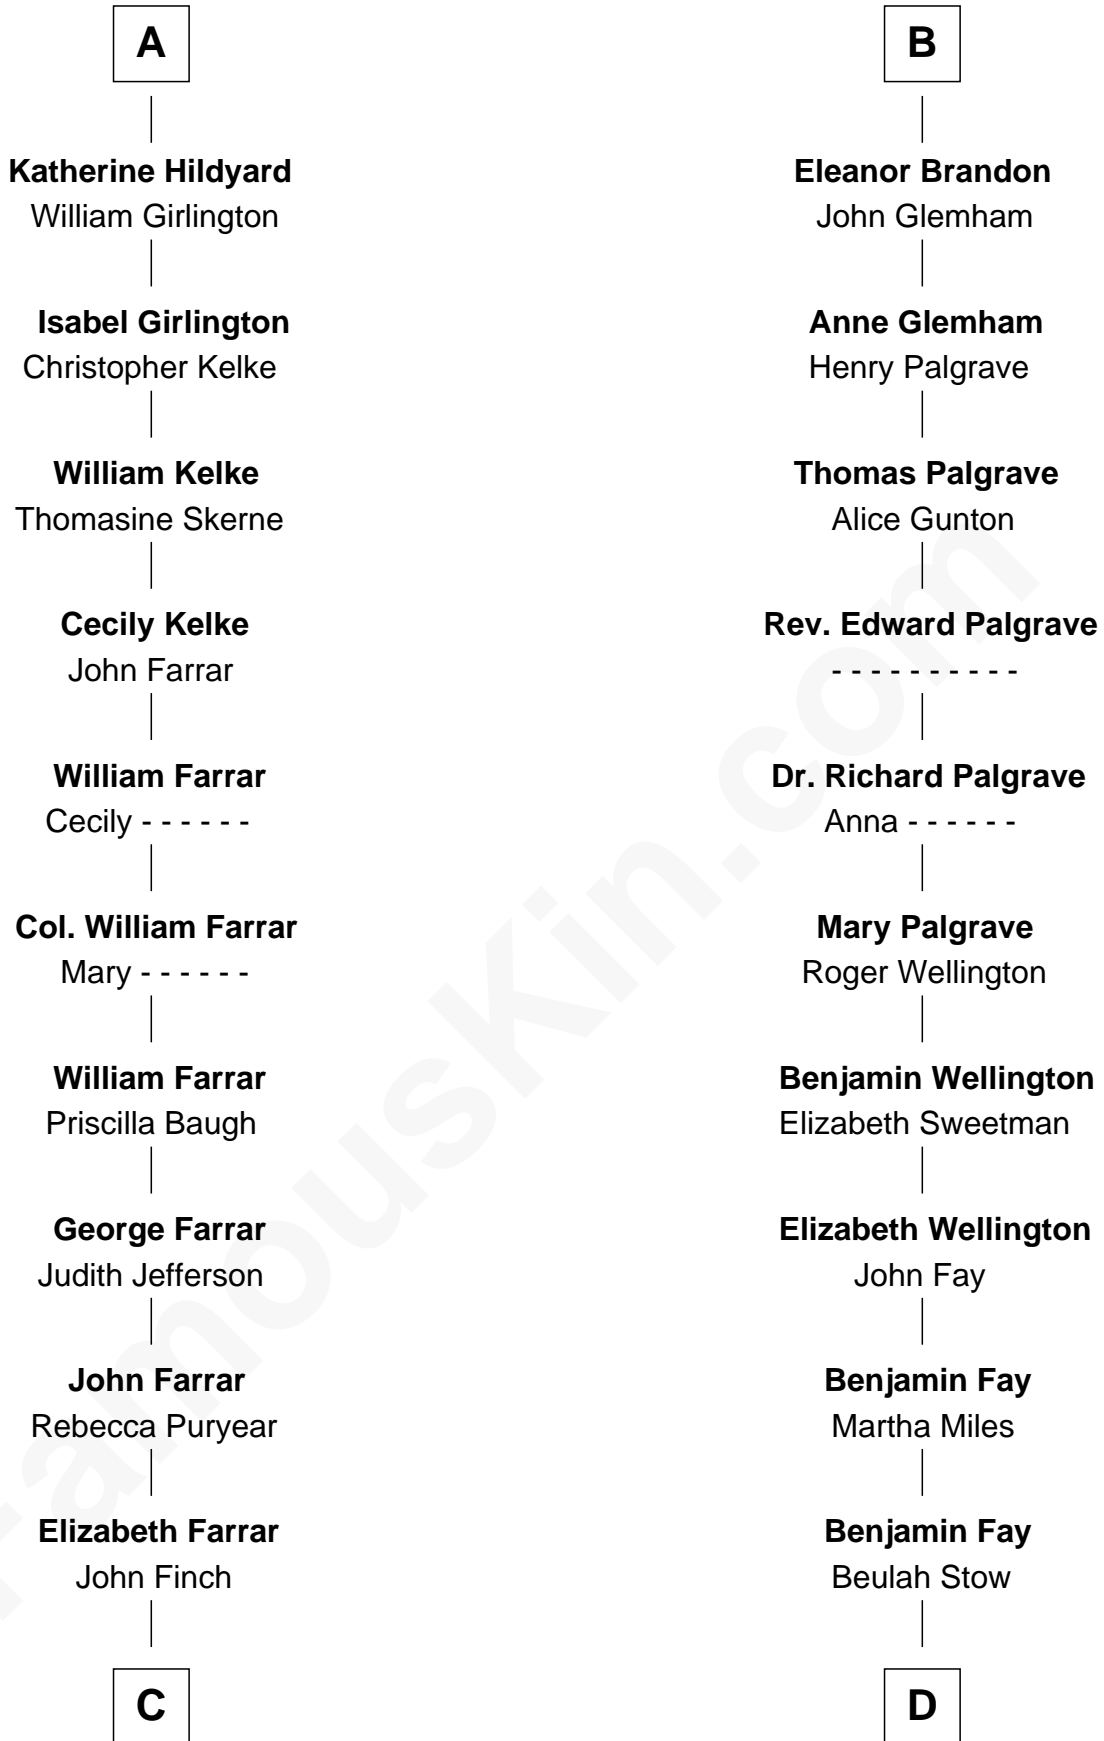 A
Katherine Hildyard
William Girlington
Isabel Girlington
Christopher Kelke
William Kelke
Thomasine Skerne
Cecily Kelke
John Farrar
William Farrar
Cecily - - - - - -
Col. William Farrar
Mary - - - - - -
William Farrar
Priscilla Baugh
George Farrar
Judith Jefferson
John Farrar
Rebecca Puryear
Elizabeth Farrar
John Finch
C
B
Eleanor Brandon
John Glemham
Anne Glemham
Henry Palgrave
Thomas Palgrave
Alice Gunton
Rev. Edward Palgrave
- - - - - - - - - -
Dr. Richard Palgrave
Anna - - - - - -
Mary Palgrave
Roger Wellington
Benjamin Wellington
Elizabeth Sweetman
Elizabeth Wellington
John Fay
Benjamin Fay
Martha Miles
Benjamin Fay
Beulah Stow
D
FamousKin.com